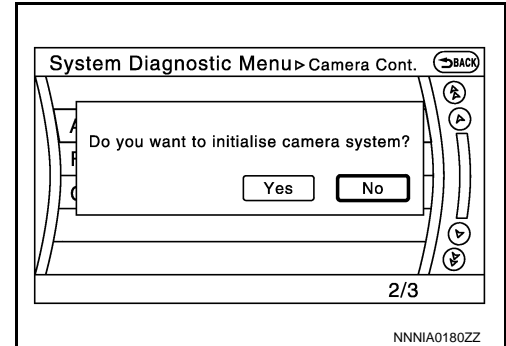 System Diagnostic Menu▷Camera Cont. BACK
Do you want to initialise camera system?
Yes No
2/3
NNNIA0180ZZ